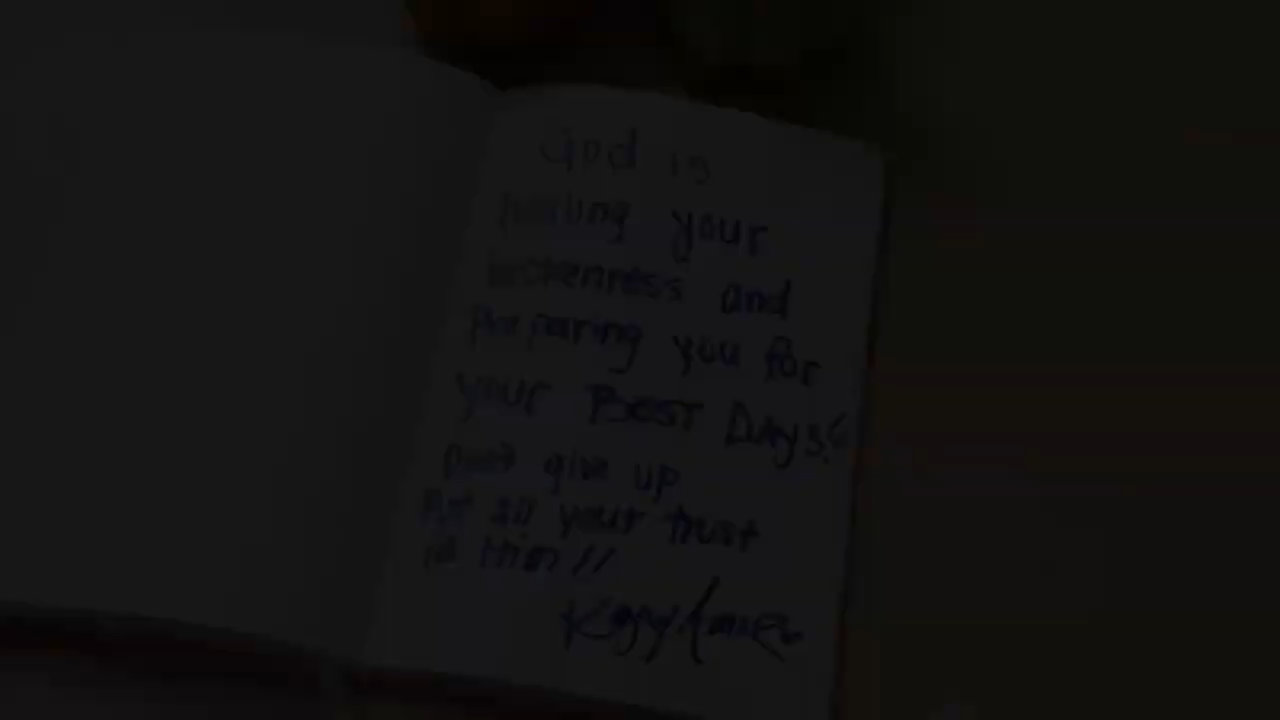 God is
healing your
brokenness and
Preparing you for
your BEST DAYS!!
Don't give up
Put all your trust
in Him //